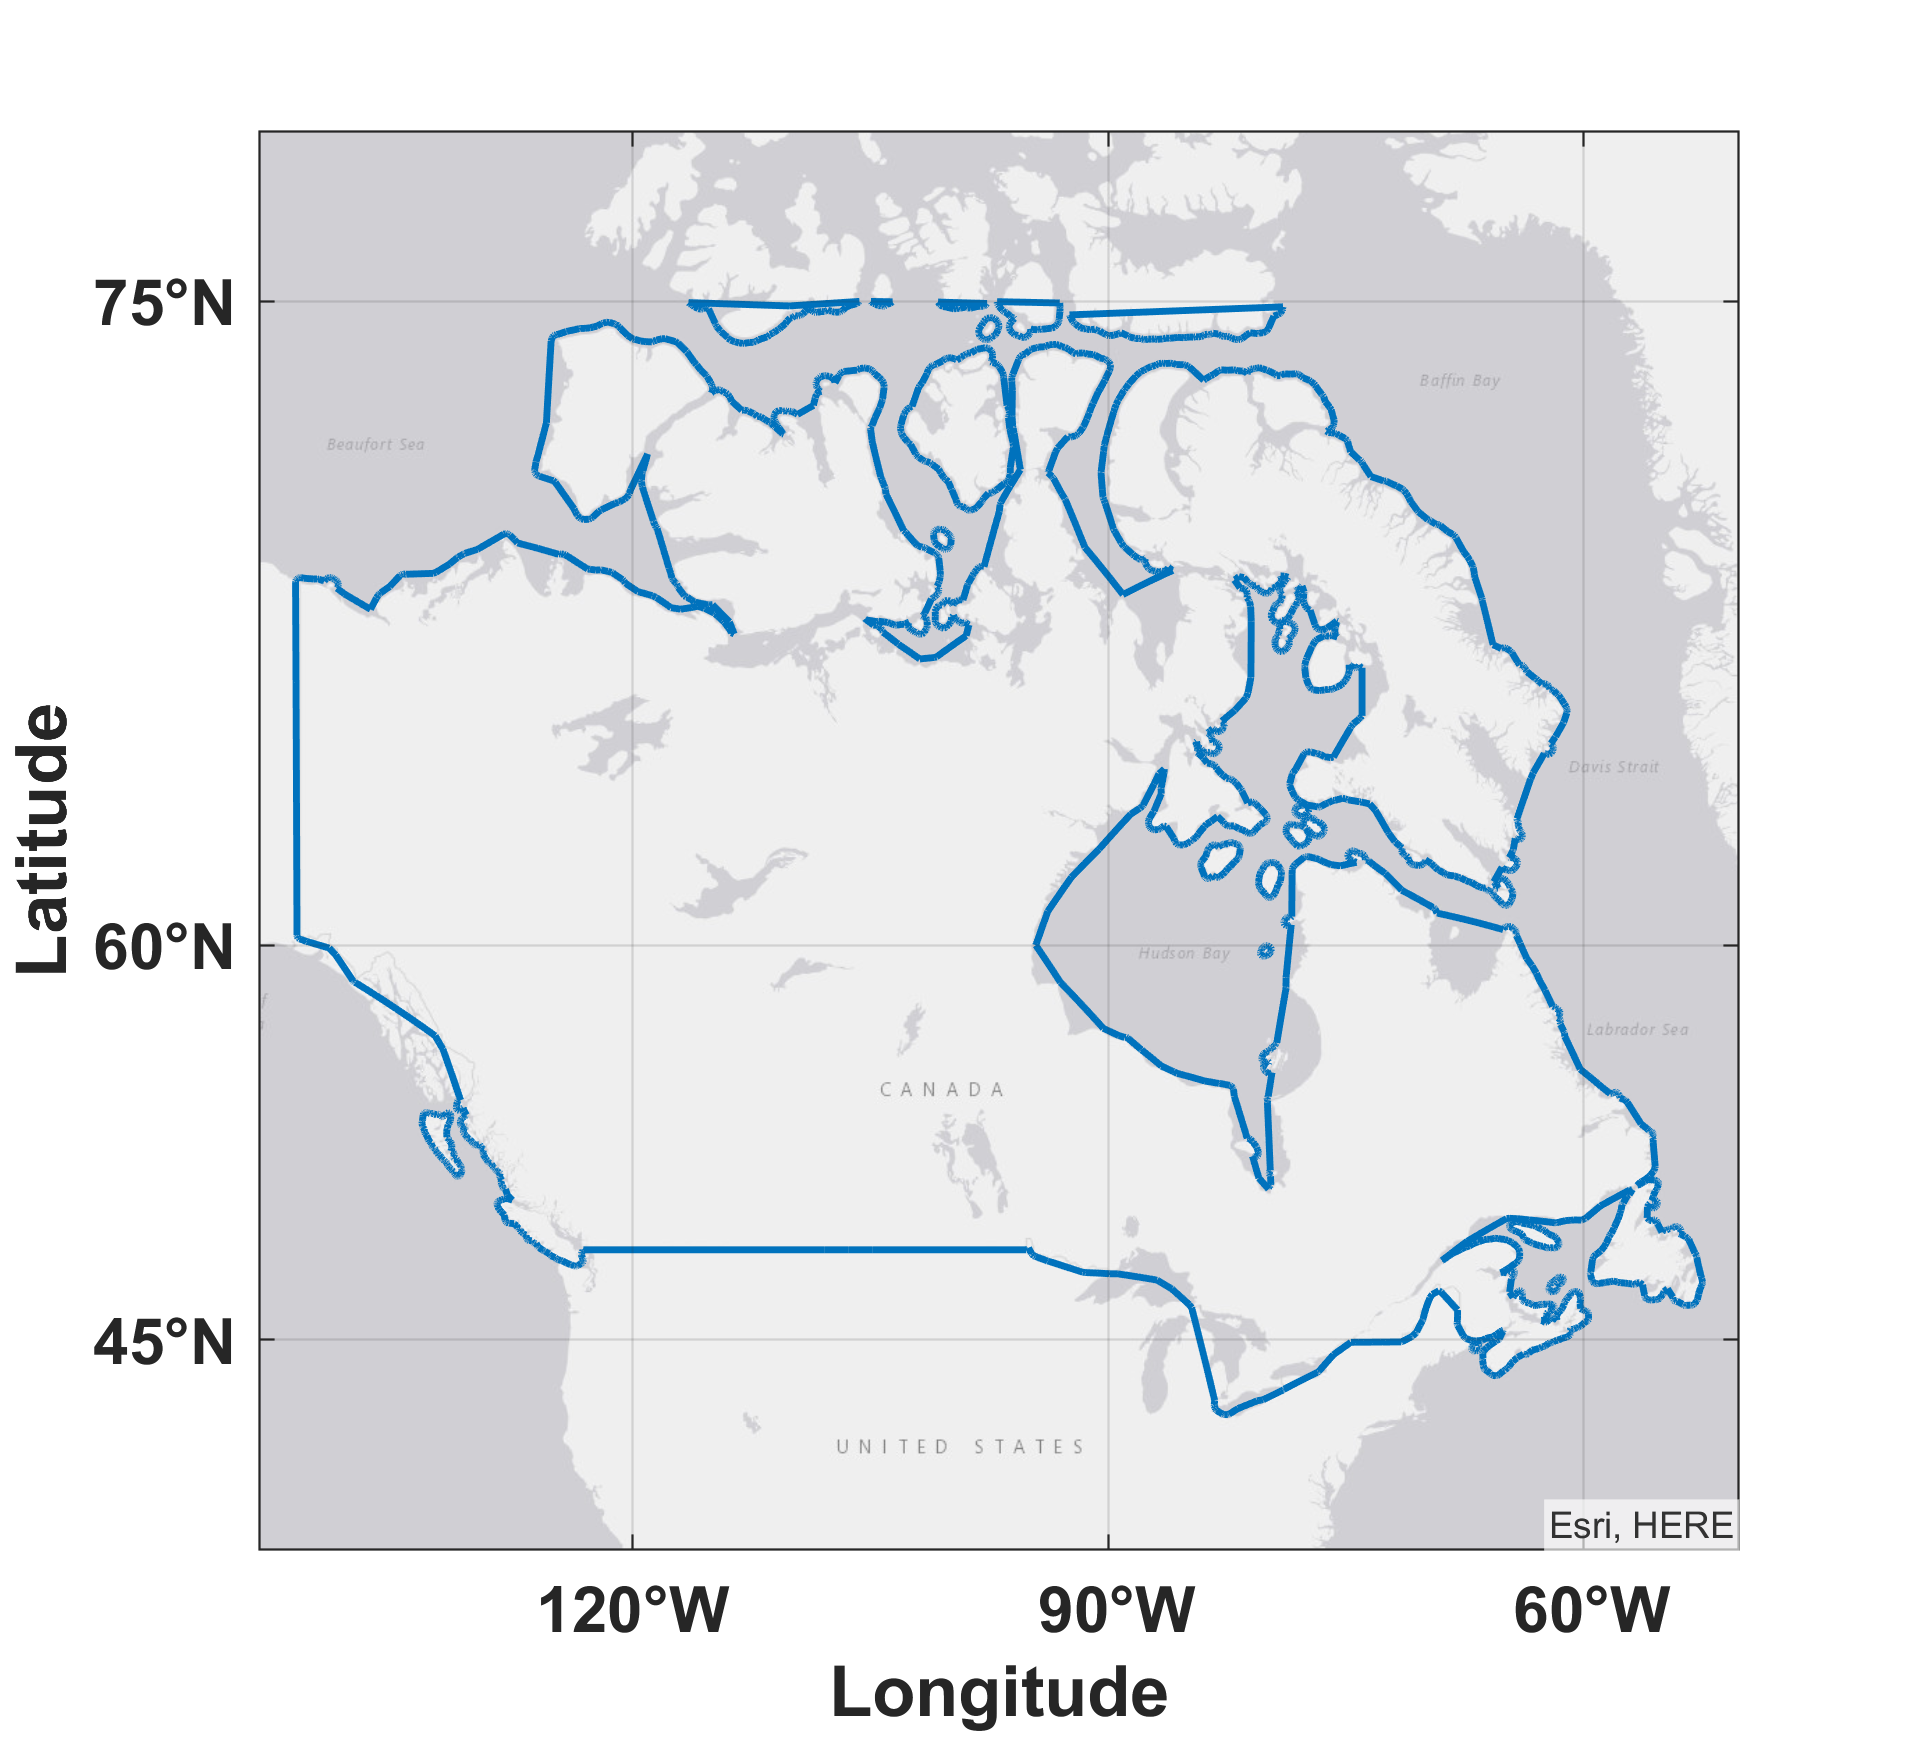 75°N
Baffin Bay
Beaufort Sea
Latitude
Davis Strait
60°N
Hudson Bay
Labrador Sea
CANADA
45°N
UNITED STATES
Esri, HERE
120°W
90°W
60°W
Longitude